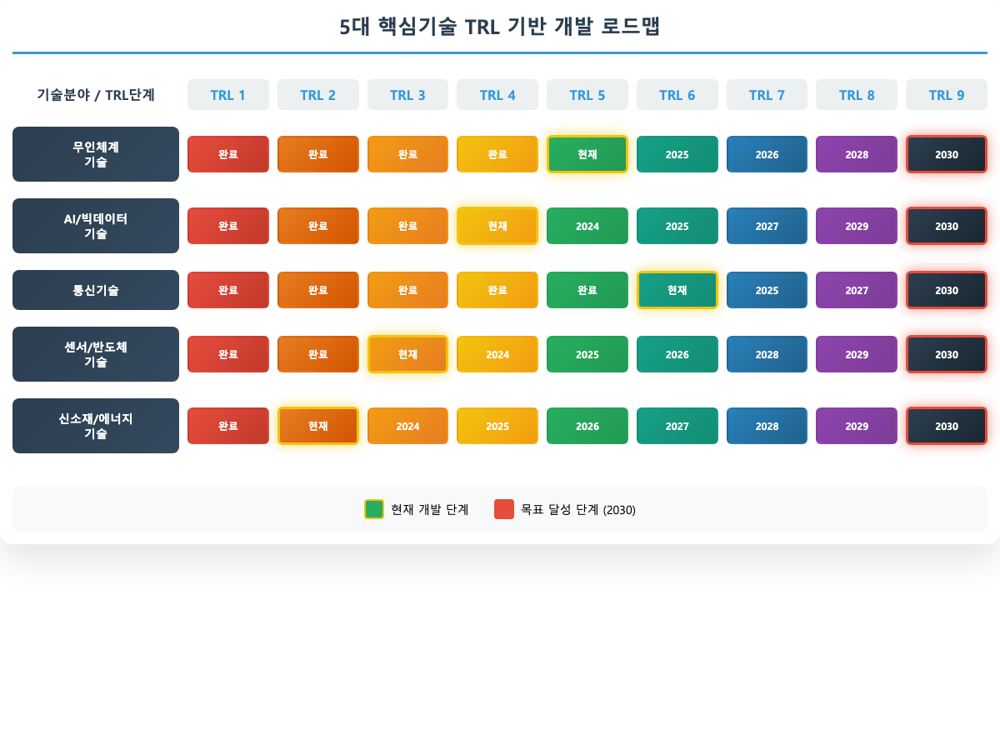 5대 핵심기술 TRL 기반 개발 로드맵
기술분야 / TRL단계 TRL 1 TRL 2 TRL 3 TRL 4 TRL 5 TRL 6 TRL 7 TRL 8 TRL 9
무인체계
기술
완료 완료 완료 완료 현재 2025 2026 2028 2030
AI/빅데이터
기술
완료 완료 완료 현재 2024 2025 2027 2029 2030
통신기술 완료 완료 완료 완료 완료 현재 2025 2027 2030
센서/반도체
기술
완료 완료 현재 2024 2025 2026 2028 2029 2030
신소재/에너지
기술
완료 현재 2024 2025 2026 2027 2028 2029 2030
현재 개발 단계 목표 달성 단계 (2030)